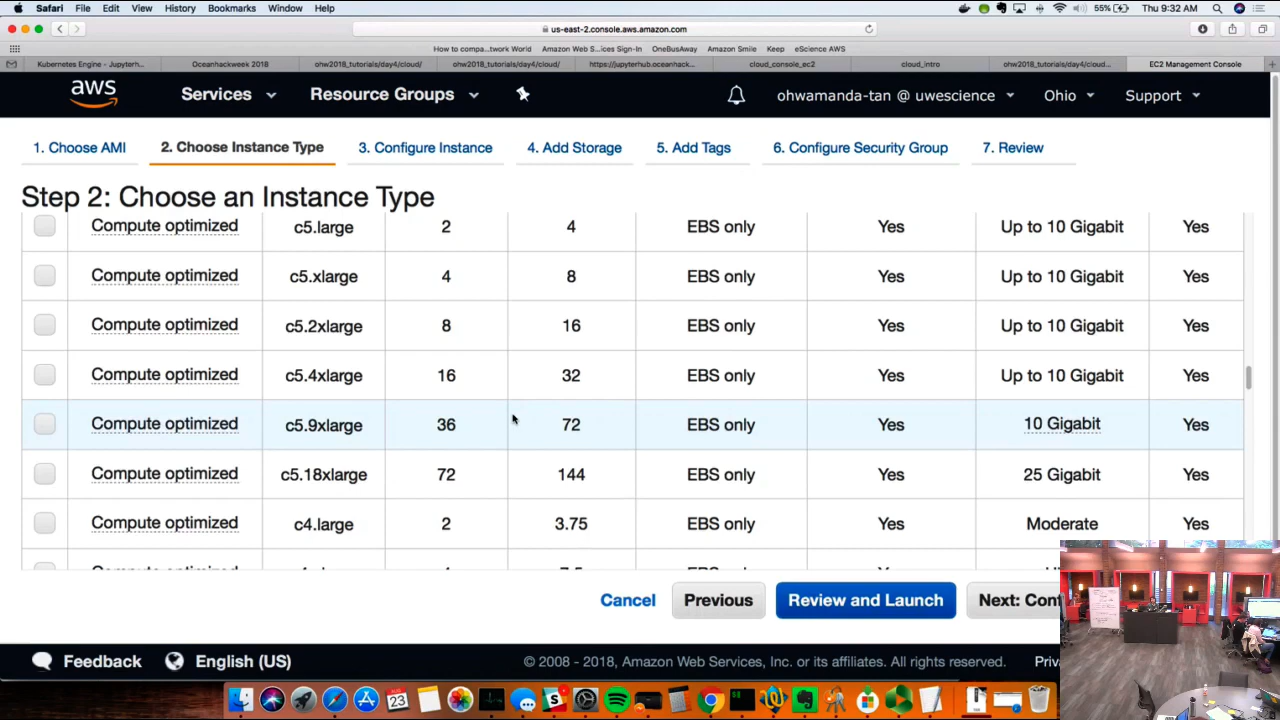 Safari File Edit View History Bookmarks Window Help 55% Thu 9:32 AM
us-east-2.console.aws.amazon.com
How to compa...twork World Amazon Web S...ices Sign-In OneBusAway Amazon Smile Keep eScience AWS
Kubernetes Engine - Jupyterh... Oceanhackweek 2018 ohw2018_tutorials/day4/cloud/ ohw2018_tutorials/day4/cloud/ https://jupyterhub.oceanhack... cloud_console_ec2 cloud_intro ohw2018_tutorials/day4/cloud... EC2 Management Console
aws Services Resource Groups ohwamanda-tan @ uwescience Ohio Support
1. Choose AMI 2. Choose Instance Type 3. Configure Instance 4. Add Storage 5. Add Tags 6. Configure Security Group 7. Review
Step 2: Choose an Instance Type
Compute optimized c5.large 2 4 EBS only Yes Up to 10 Gigabit Yes
Compute optimized c5.xlarge 4 8 EBS only Yes Up to 10 Gigabit Yes
Compute optimized c5.2xlarge 8 16 EBS only Yes Up to 10 Gigabit Yes
Compute optimized c5.4xlarge 16 32 EBS only Yes Up to 10 Gigabit Yes
Compute optimized c5.9xlarge 36 72 EBS only Yes 10 Gigabit Yes
Compute optimized c5.18xlarge 72 144 EBS only Yes 25 Gigabit Yes
Compute optimized c4.large 2 3.75 EBS only Yes Moderate Yes
Cancel Previous Review and Launch Next: Con
Feedback English (US) © 2008 - 2018, Amazon Web Services, Inc. or its affiliates. All rights reserved. Priv
23